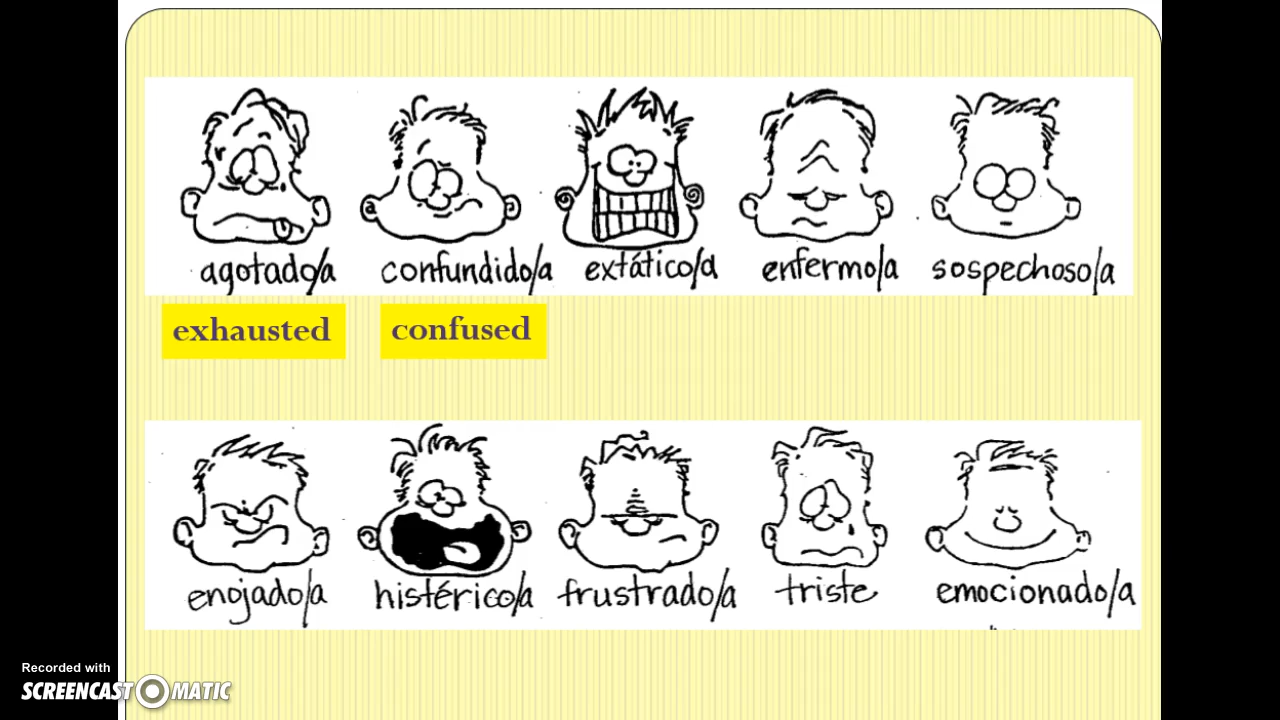 agotado/a confundido/a extático/a enfermo/a sospechoso/a
exhausted confused
enojado/a histérico/a frustrado/a triste emocionado/a
Recorded with
SCREENCAST-O-MATIC